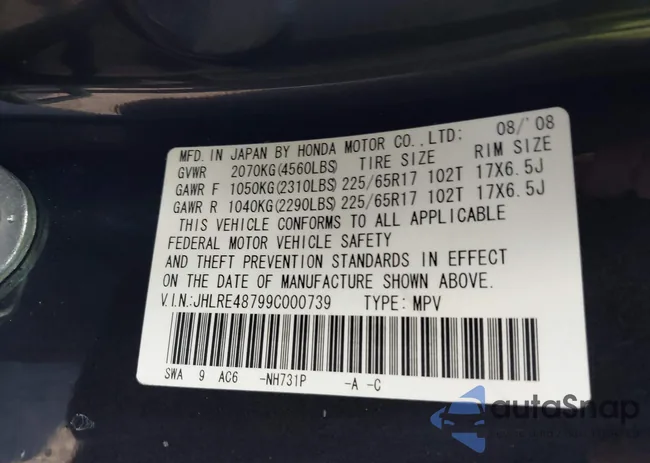 MFD. IN JAPAN BY HONDA MOTOR CO.,LTD: 08/'08
GVWR 2070KG(4560LBS) TIRE SIZE RIM SIZE
GAWR F 1050KG(2310LBS) 225/65R17 102T 17X6.5J
GAWR R 1040KG(2290LBS) 225/65R17 102T 17X6.5J
THIS VEHICLE CONFORMS TO ALL APPLICABLE
FEDERAL MOTOR VEHICLE SAFETY
AND THEFT PREVENTION STANDARDS IN EFFECT
ON THE DATE OF MANUFACTURE SHOWN ABOVE.
V.I.N:JHLRE48799C000739 TYPE: MPV
SWA 9 AC6 -NH731P -A -C
autoSnap